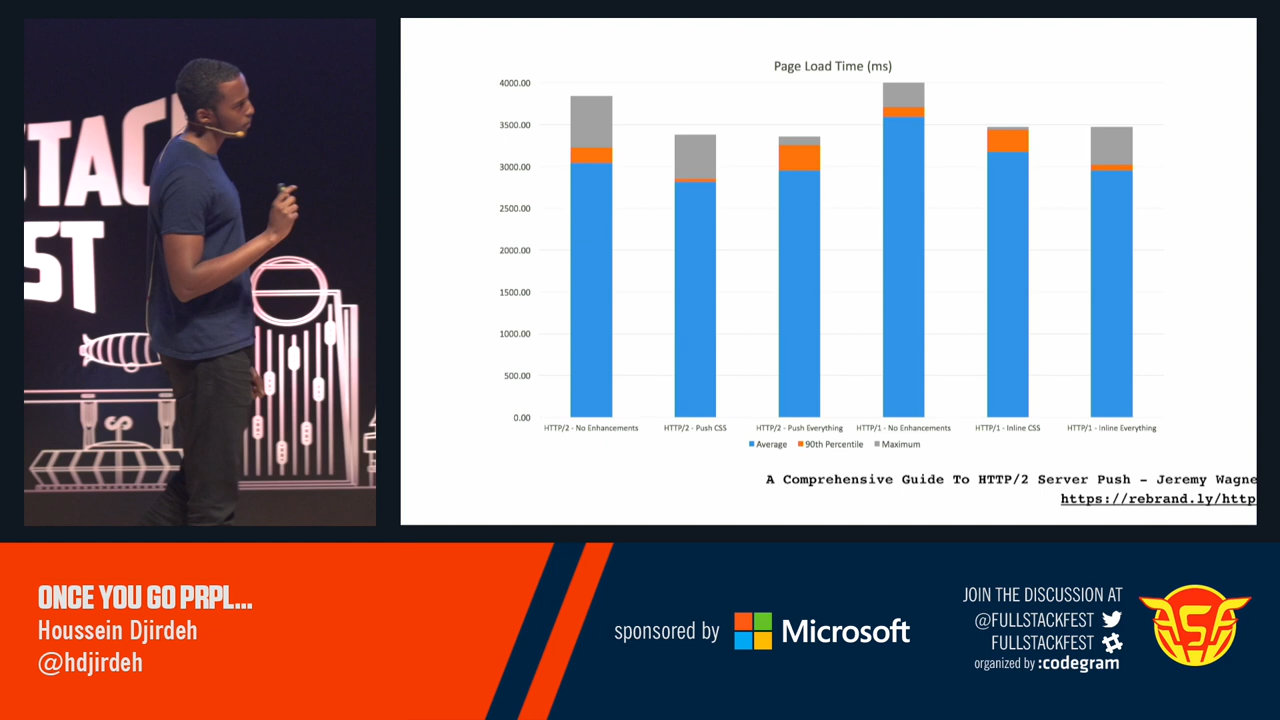 STACK
ST
Page Load Time (ms)
4000.00
3500.00
3000.00
2500.00
2000.00
1500.00
1000.00
500.00
0.00
HTTP/2 - No Enhancements
HTTP/2 - Push CSS
HTTP/2 - Push Everything
HTTP/1 - No Enhancements
HTTP/1 - Inline CSS
HTTP/1 - Inline Everything
Average 90th Percentile Maximum
A Comprehensive Guide To HTTP/2 Server Push - Jeremy Wagne
https://rebrand.ly/http
ONCE YOU GO PRPL...
Houssein Djirdeh
@hdjirdeh
sponsored by Microsoft
JOIN THE DISCUSSION AT
@FULLSTACKFEST
FULLSTACKFEST
organized by :codegram
FSF